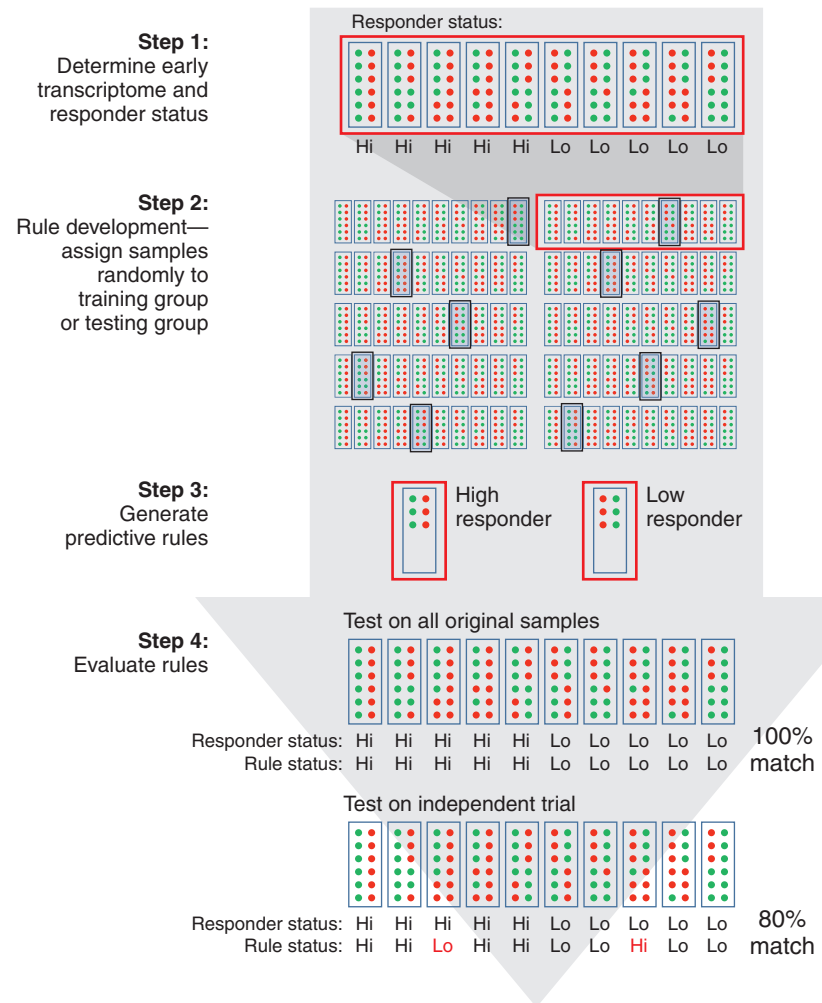 Responder status:
Step 1:
Determine early
transcriptome and
responder status
Hi Hi Hi Hi Hi Lo Lo Lo Lo Lo
Step 2:
Rule development—
assign samples
randomly to
training group
or testing group
Step 3:
Generate
predictive rules
High
responder
Low
responder
Test on all original samples
Step 4:
Evaluate rules
Responder status: Hi Hi Hi Hi Hi Lo Lo Lo Lo Lo
Rule status: Hi Hi Hi Hi Hi Lo Lo Lo Lo Lo
100%
match
Test on independent trial
Responder status: Hi Hi Hi Hi Hi Lo Lo Lo Lo Lo
Rule status: Hi Hi Lo Hi Hi Lo Lo Hi Lo Lo
80%
match